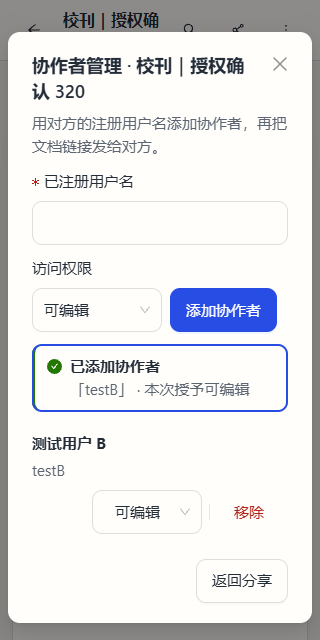 校刊｜授权确
协作者管理 · 校刊｜授权确
认 320
用对方的注册用户名添加协作者，再把
文档链接发给对方。
* 已注册用户名
访问权限
可编辑
添加协作者
已添加协作者
「testB」 · 本次授予可编辑
测试用户 B
testB
可编辑
移除
返回分享